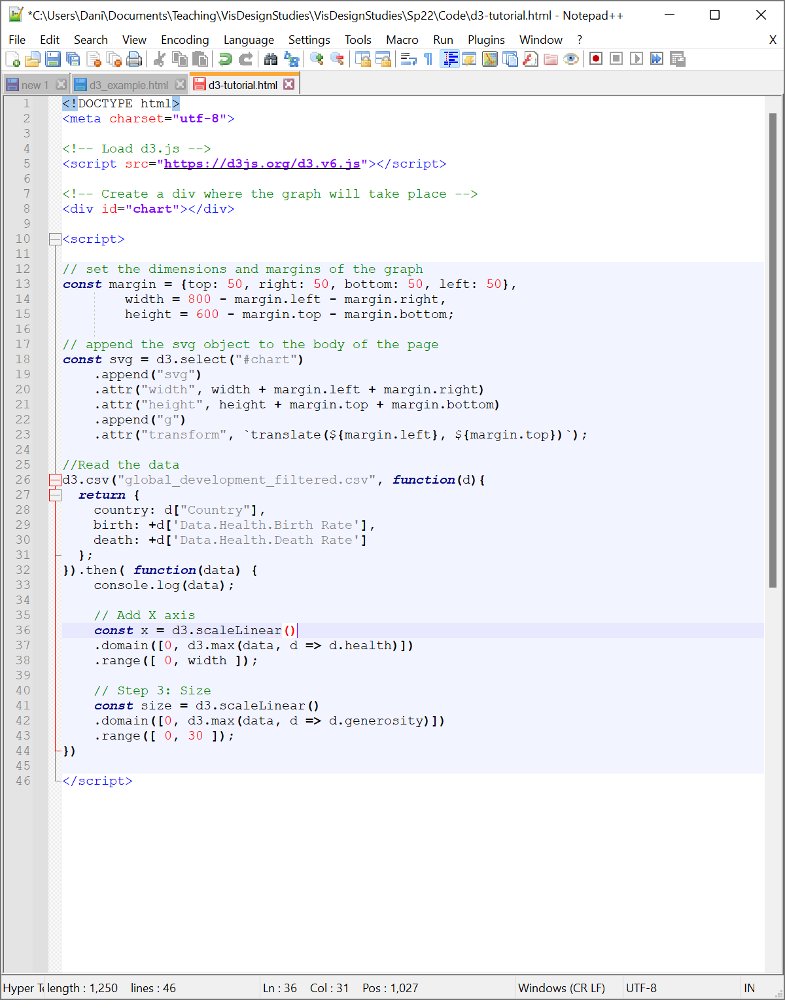 *C:\Users\Dani\Documents\Teaching\VisDesignStudies\VisDesignStudies\Sp22\Code\d3-tutorial.html - Notepad++
File Edit Search View Encoding Language Settings Tools Macro Run Plugins Window ? X
new 1 d3_example.html d3-tutorial.html
1 <!DOCTYPE html>
2 <meta charset="utf-8">
3
4 <!-- Load d3.js -->
5 <script src="https://d3js.org/d3.v6.js"></script>
6
7 <!-- Create a div where the graph will take place -->
8 <div id="chart"></div>
9
10 <script>
11
12 // set the dimensions and margins of the graph
13 const margin = {top: 50, right: 50, bottom: 50, left: 50},
14         width = 800 - margin.left - margin.right,
15         height = 600 - margin.top - margin.bottom;
16
17 // append the svg object to the body of the page
18 const svg = d3.select("#chart")
19     .append("svg")
20     .attr("width", width + margin.left + margin.right)
21     .attr("height", height + margin.top + margin.bottom)
22     .append("g")
23     .attr("transform", `translate(${margin.left}, ${margin.top})`);
24
25 //Read the data
26 d3.csv("global_development_filtered.csv", function(d){
27   return {
28     country: d["Country"],
29     birth: +d['Data.Health.Birth Rate'],
30     death: +d['Data.Health.Death Rate']
31   };
32 }).then( function(data) {
33     console.log(data);
34
35     // Add X axis
36     const x = d3.scaleLinear()
37     .domain([0, d3.max(data, d => d.health)])
38     .range([ 0, width ]);
39
40     // Step 3: Size
41     const size = d3.scaleLinear()
42     .domain([0, d3.max(data, d => d.generosity)])
43     .range([ 0, 30 ]);
44 })
45
46 </script>
Hyper Te length : 1,250 lines : 46 Ln : 36 Col : 31 Pos : 1,027 Windows (CR LF) UTF-8 IN